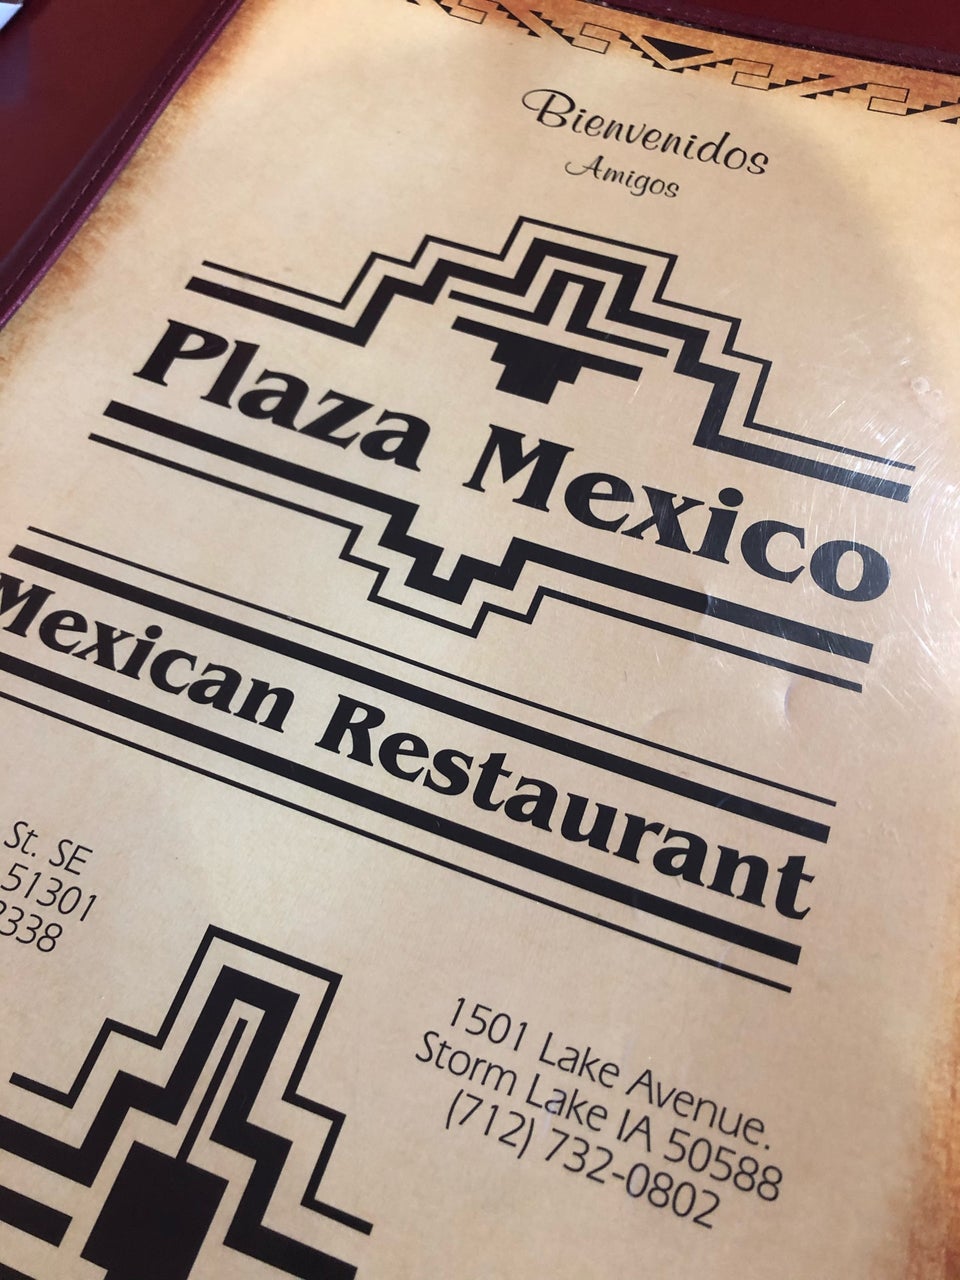 Bienvenidos
Amigos
Plaza Mexico
Mexican Restaurant
St. SE
51301
2338
1501 Lake Avenue.
Storm Lake IA 50588
(712) 732-0802